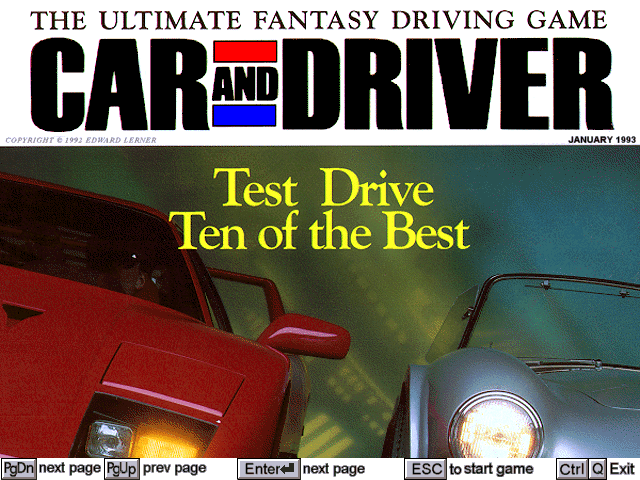 THE ULTIMATE FANTASY DRIVING GAME
CAR AND DRIVER
COPYRIGHT © 1992 EDWARD LERNER
JANUARY 1993
Test Drive
Ten of the Best
PgDn next page PgUp prev page Enter↵ next page ESC to start game Ctrl Q Exit